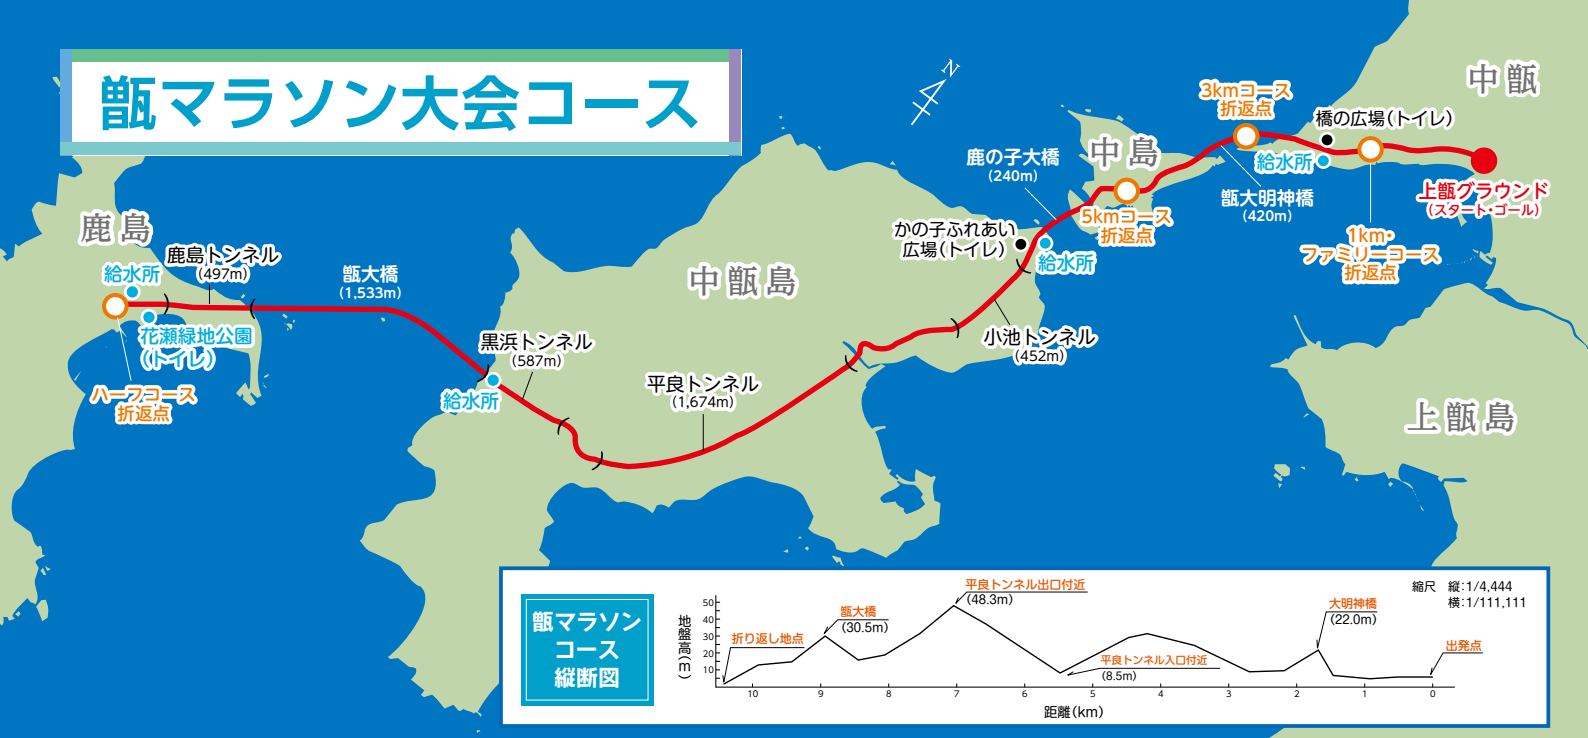 甑マラソン大会コース
N
中甑
3kmコース
折返点
橋の広場(トイレ)
給水所
上甑グラウンド
(スタート・ゴール)
鹿の子大橋
(240m)
中島
甑大明神橋
(420m)
5kmコース
折返点
1km・
ファミリーコース
折返点
かの子ふれあい
広場(トイレ)
給水所
鹿島
鹿島トンネル
(497m)
給水所
甑大橋
(1,533m)
中甑島
花瀬緑地公園
(トイレ)
黒浜トンネル
(587m)
小池トンネル
(452m)
ハーフコース
折返点
給水所
平良トンネル
(1,674m)
上甑島
甑マラソン
コース
縦断図
縮尺 縦:1/4,444
横:1/111,111
地盤高(m)
50
40
30
20
10
折り返し地点
甑大橋
(30.5m)
平良トンネル出口付近
(48.3m)
平良トンネル入口付近
(8.5m)
大明神橋
(22.0m)
出発点
10 9 8 7 6 5 4 3 2 1 0
距離(km)